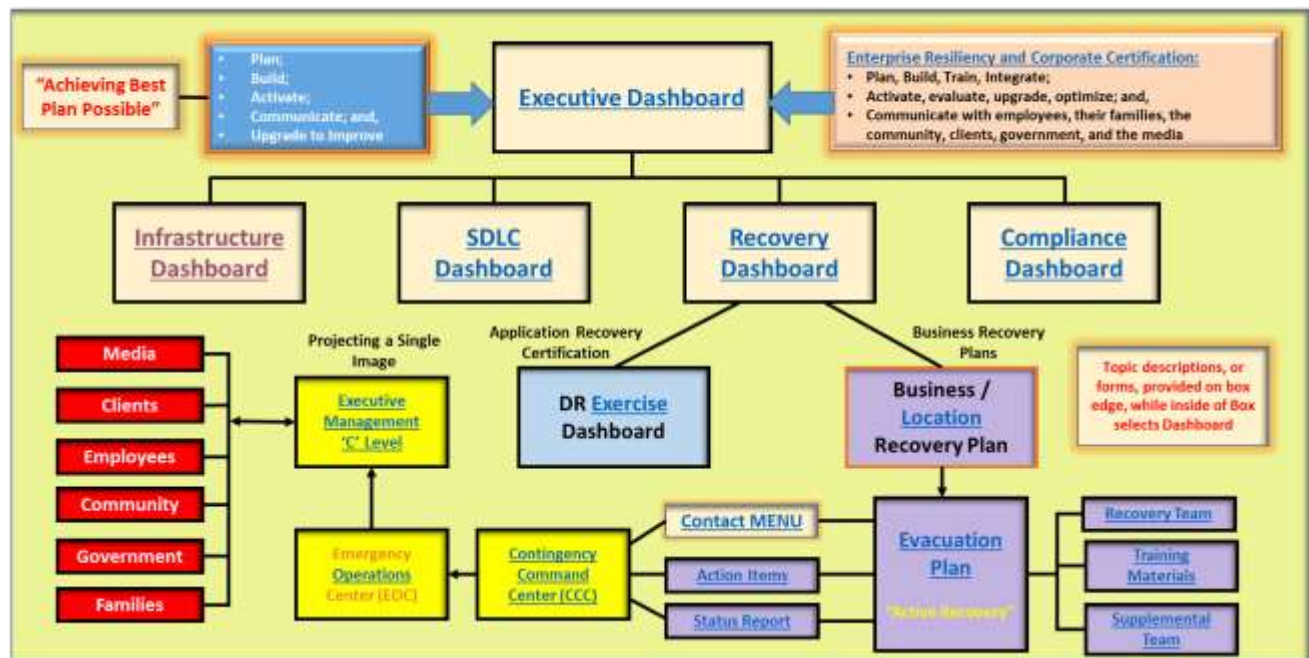 "Achieving Best
Plan Possible"
• Plan;
• Build;
• Activate;
• Communicate; and,
• Upgrade to Improve
Executive Dashboard
Enterprise Resiliency and Corporate Certification:
• Plan, Build, Train, Integrate;
• Activate, evaluate, upgrade, optimize; and,
• Communicate with employees, their families, the
community, clients, government, and the media
Infrastructure
Dashboard
SDLC
Dashboard
Recovery
Dashboard
Compliance
Dashboard
Media
Clients
Employees
Community
Government
Families
Projecting a Single
Image
Executive
Management
'C' Level
Application Recovery
Certification
DR Exercise
Dashboard
Business Recovery
Plans
Business /
Location
Recovery Plan
Topic descriptions, or
forms, provided on box
edge, while inside of Box
selects Dashboard
Emergency
Operations
Center (EOC)
Contingency
Command
Center (CCC)
Contact MENU
Action Items
Status Report
Evacuation
Plan
"Active Recovery"
Recovery Team
Training
Materials
Supplemental
Team